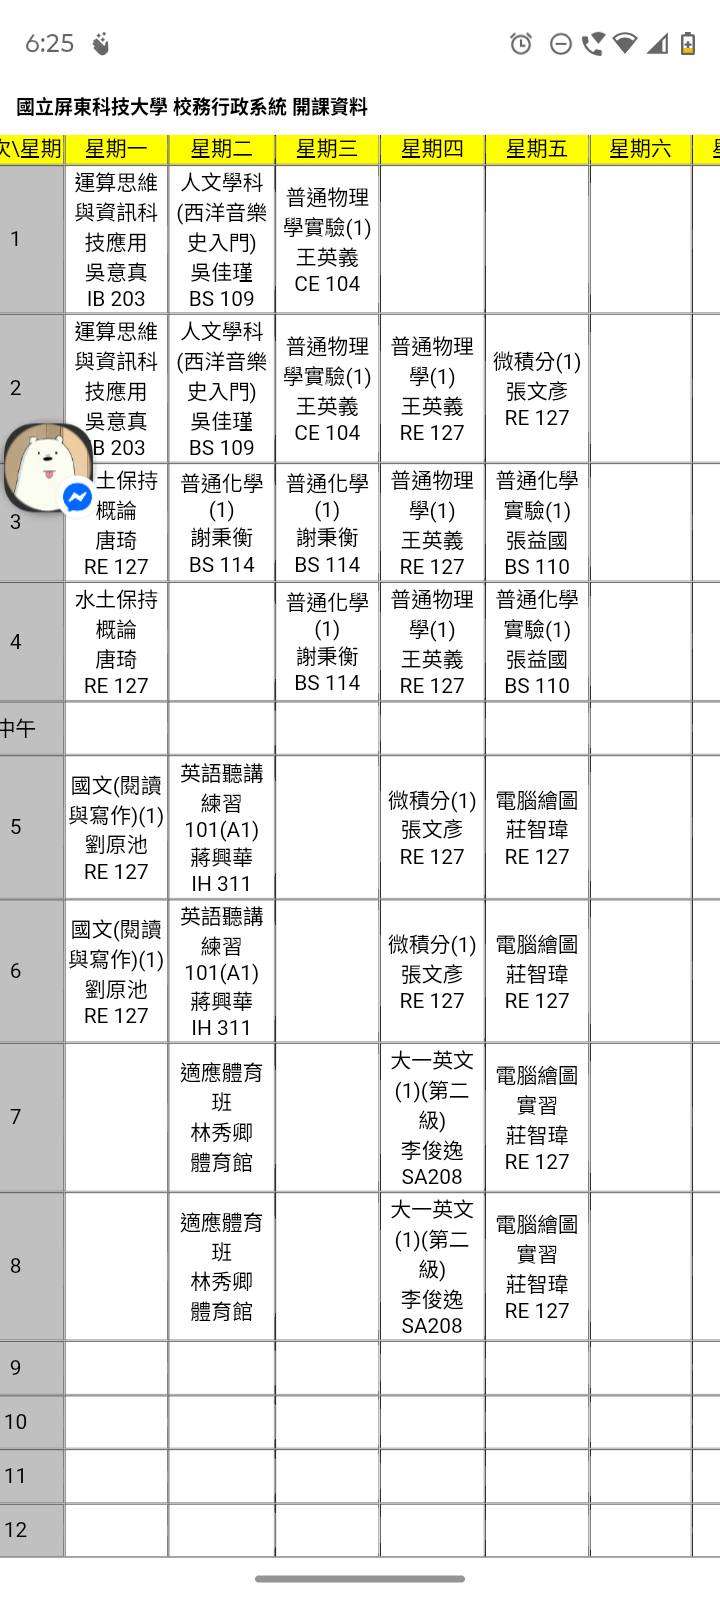 6:25
國立屏東科技大學 校務行政系統 開課資料
次\星期 星期一 星期二 星期三 星期四 星期五 星期六
1
運算思維
與資訊科
技應用
吳意真
IB 203
人文學科
(西洋音樂
史入門)
吳佳瑾
BS 109
普通物理
學實驗(1)
王英義
CE 104
2
運算思維
與資訊科
技應用
吳意真
B 203
人文學科
(西洋音樂
史入門)
吳佳瑾
BS 109
普通物理
學實驗(1)
王英義
CE 104
普通物理
學(1)
王英義
RE 127
微積分(1)
張文彥
RE 127
3
土保持
概論
唐琦
RE 127
普通化學
(1)
謝秉衡
BS 114
普通化學
(1)
謝秉衡
BS 114
普通物理
學(1)
王英義
RE 127
普通化學
實驗(1)
張益國
BS 110
4
水土保持
概論
唐琦
RE 127
普通化學
(1)
謝秉衡
BS 114
普通物理
學(1)
王英義
RE 127
普通化學
實驗(1)
張益國
BS 110
中午
5
國文(閱讀
與寫作)(1)
劉原池
RE 127
英語聽講
練習
101(A1)
蔣興華
IH 311
微積分(1)
張文彥
RE 127
電腦繪圖
莊智瑋
RE 127
6
國文(閱讀
與寫作)(1)
劉原池
RE 127
英語聽講
練習
101(A1)
蔣興華
IH 311
微積分(1)
張文彥
RE 127
電腦繪圖
莊智瑋
RE 127
7
適應體育
班
林秀卿
體育館
大一英文
(1)(第二
級)
李俊逸
SA208
電腦繪圖
實習
莊智瑋
RE 127
8
適應體育
班
林秀卿
體育館
大一英文
(1)(第二
級)
李俊逸
SA208
電腦繪圖
實習
莊智瑋
RE 127
9
10
11
12